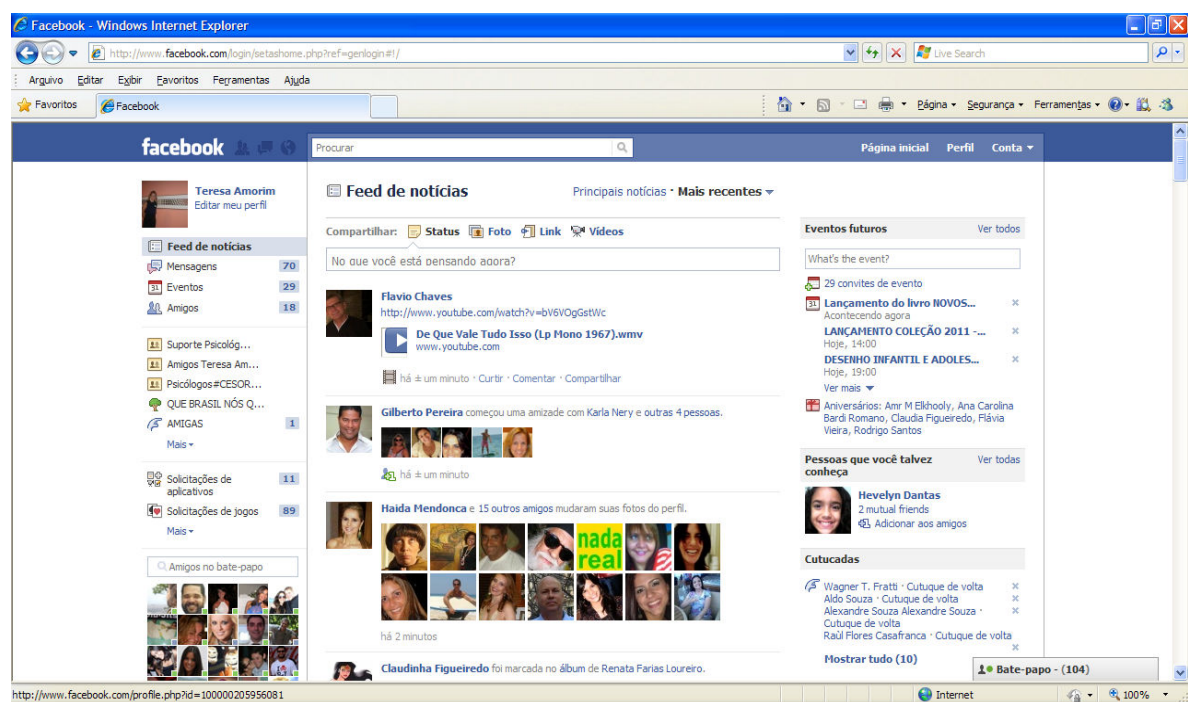 Facebook - Windows Internet Explorer
http://www.facebook.com/login/setashome.php?ref=genlogin#!/
Live Search
Arquivo Editar Exibir Favoritos Ferramentas Ajuda
Favoritos Facebook Página Segurança Ferramentas
facebook Procurar Página inicial Perfil Conta
Teresa Amorim
Editar meu perfil
Feed de notícias
Mensagens 70
31 Eventos 29
Amigos 18
Suporte Psicológ...
Amigos Teresa Am...
Psicólogos#CESOR...
QUE BRASIL NÓS Q...
AMIGAS 1
Mais
Solicitações de aplicativos 11
Solicitações de jogos 89
Mais
Amigos no bate-papo
Feed de notícias Principais notícias · Mais recentes
Compartilhar: Status Foto Link Vídeos
No que você está pensando agora?
Flavio Chaves
http://www.youtube.com/watch?v=bV6VOgGstWc
De Que Vale Tudo Isso (Lp Mono 1967).wmv
www.youtube.com
há ± um minuto · Curtir · Comentar · Compartilhar
Gilberto Pereira começou uma amizade com Karla Nery e outras 4 pessoas.
há ± um minuto
Haida Mendonca e 15 outros amigos mudaram suas fotos do perfil.
nada
real
há 2 minutos
Claudinha Figueiredo foi marcada no álbum de Renata Farias Loureiro.
Eventos futuros Ver todos
What's the event?
29 convites de evento
31 Lançamento do livro NOVOS...
Acontecendo agora
LANÇAMENTO COLEÇÃO 2011 -...
Hoje, 14:00
DESENHO INFANTIL E ADOLES...
Hoje, 19:00
Ver mais
Aniversários: Amr M Elkhooly, Ana Carolina
Bardi Romano, Claudia Figueiredo, Flávia
Vieira, Rodrigo Santos
Pessoas que você talvez Ver todas
conheça
Hevelyn Dantas
2 mutual friends
Adicionar aos amigos
Cutucadas
Wagner T. Fratti · Cutuque de volta
Aldo Souza · Cutuque de volta
Alexandre Souza Alexandre Souza ·
Cutuque de volta
Raùl Flores Casafranca · Cutuque de volta
Mostrar tudo (10)
Bate-papo - (104)
http://www.facebook.com/profile.php?id=100000205956081 Internet 100%